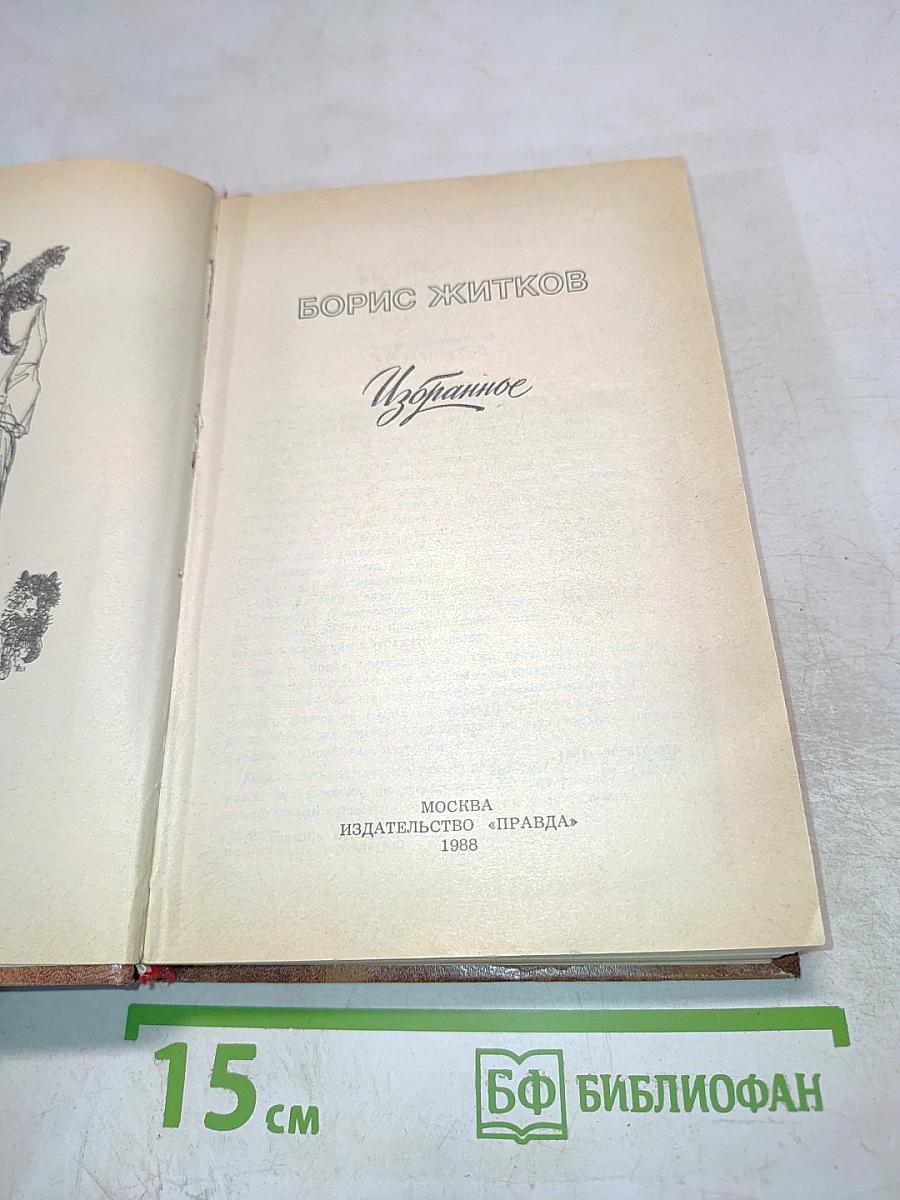 БОРИС ЖИТКОВ
Избранное
МОСКВА
ИЗДАТЕЛЬСТВО «ПРАВДА»
1988
15 см
БФ БИБЛИОФАН